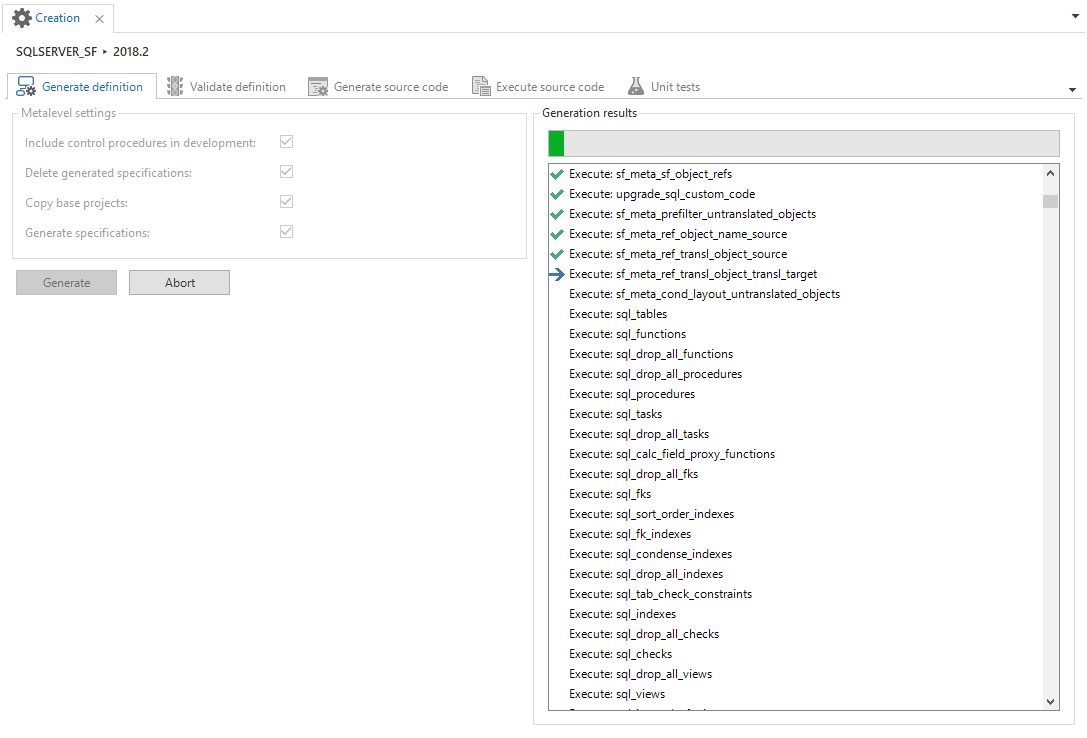 Creation
SQLSERVER_SF ▸ 2018.2
Generate definition
Validate definition
Generate source code
Execute source code
Unit tests
Metalevel settings
Include control procedures in development:
Delete generated specifications:
Copy base projects:
Generate specifications:
Generate
Abort
Generation results
Execute: sf_meta_sf_object_refs
Execute: upgrade_sql_custom_code
Execute: sf_meta_prefilter_untranslated_objects
Execute: sf_meta_ref_object_name_source
Execute: sf_meta_ref_transl_object_source
Execute: sf_meta_ref_transl_object_transl_target
Execute: sf_meta_cond_layout_untranslated_objects
Execute: sql_tables
Execute: sql_functions
Execute: sql_drop_all_functions
Execute: sql_drop_all_procedures
Execute: sql_procedures
Execute: sql_tasks
Execute: sql_drop_all_tasks
Execute: sql_calc_field_proxy_functions
Execute: sql_drop_all_fks
Execute: sql_fks
Execute: sql_sort_order_indexes
Execute: sql_fk_indexes
Execute: sql_condense_indexes
Execute: sql_drop_all_indexes
Execute: sql_tab_check_constraints
Execute: sql_indexes
Execute: sql_drop_all_checks
Execute: sql_checks
Execute: sql_drop_all_views
Execute: sql_views